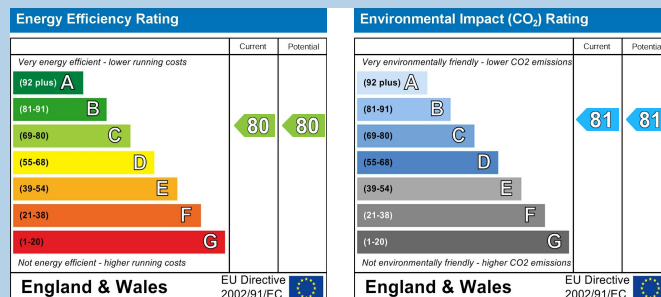 Energy Efficiency Rating
Current Potential
Very energy efficient - lower running costs
(92 plus) A
(81-91) B
(69-80) C
(55-68) D
(39-54) E
(21-38) F
(1-20) G
80 80
Not energy efficient - higher running costs
England & Wales
EU Directive
2002/91/EC
Environmental Impact (CO₂) Rating
Current Potential
Very environmentally friendly - lower CO2 emissions
(92 plus) A
(81-91) B
(69-80) C
(55-68) D
(39-54) E
(21-38) F
(1-20) G
81 81
Not environmentally friendly - higher CO2 emissions
England & Wales
EU Directive
2002/91/EC